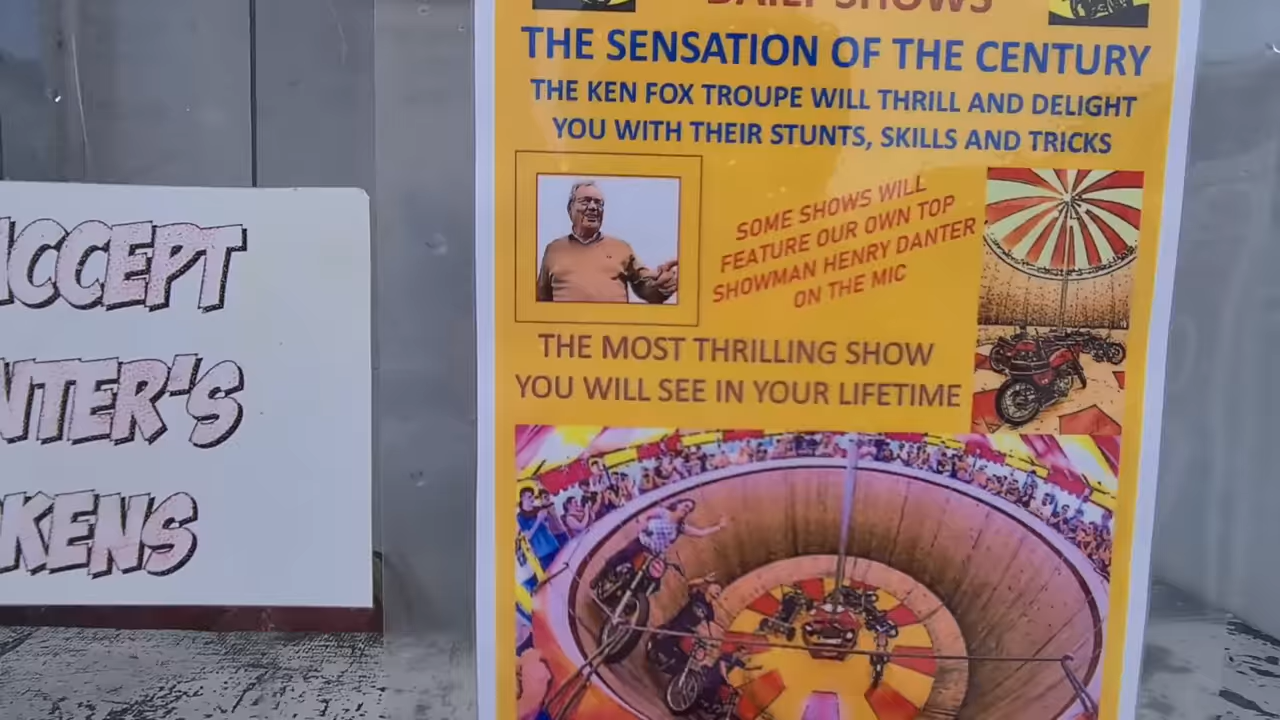 DAILY SHOWS
THE SENSATION OF THE CENTURY
THE KEN FOX TROUPE WILL THRILL AND DELIGHT
YOU WITH THEIR STUNTS, SKILLS AND TRICKS
SOME SHOWS WILL
FEATURE OUR OWN TOP
SHOWMAN HENRY DANTER
ON THE MIC
THE MOST THRILLING SHOW
YOU WILL SEE IN YOUR LIFETIME
ACCEPT
NTER'S
KENS